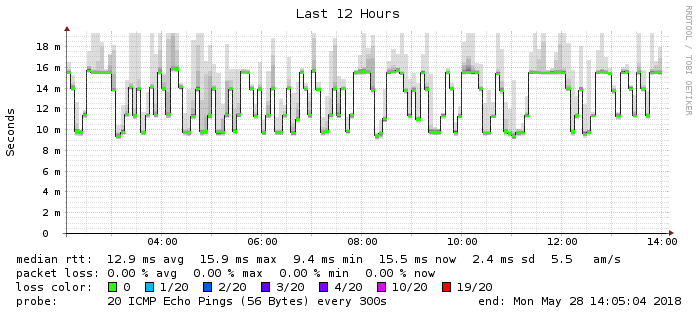 Last 12 Hours
RRDTOOL / TOBI OETIKER
Seconds
18 m
16 m
14 m
12 m
10 m
8 m
6 m
4 m
2 m
0
04:00 06:00 08:00 10:00 12:00 14:00
median rtt: 12.9 ms avg 15.9 ms max 9.4 ms min 15.5 ms now 2.4 ms sd 5.5 am/s
packet loss: 0.00 % avg 0.00 % max 0.00 % min 0.00 % now
loss color: 0 1/20 2/20 3/20 4/20 10/20 19/20
probe: 20 ICMP Echo Pings (56 Bytes) every 300s end: Mon May 28 14:05:04 2018